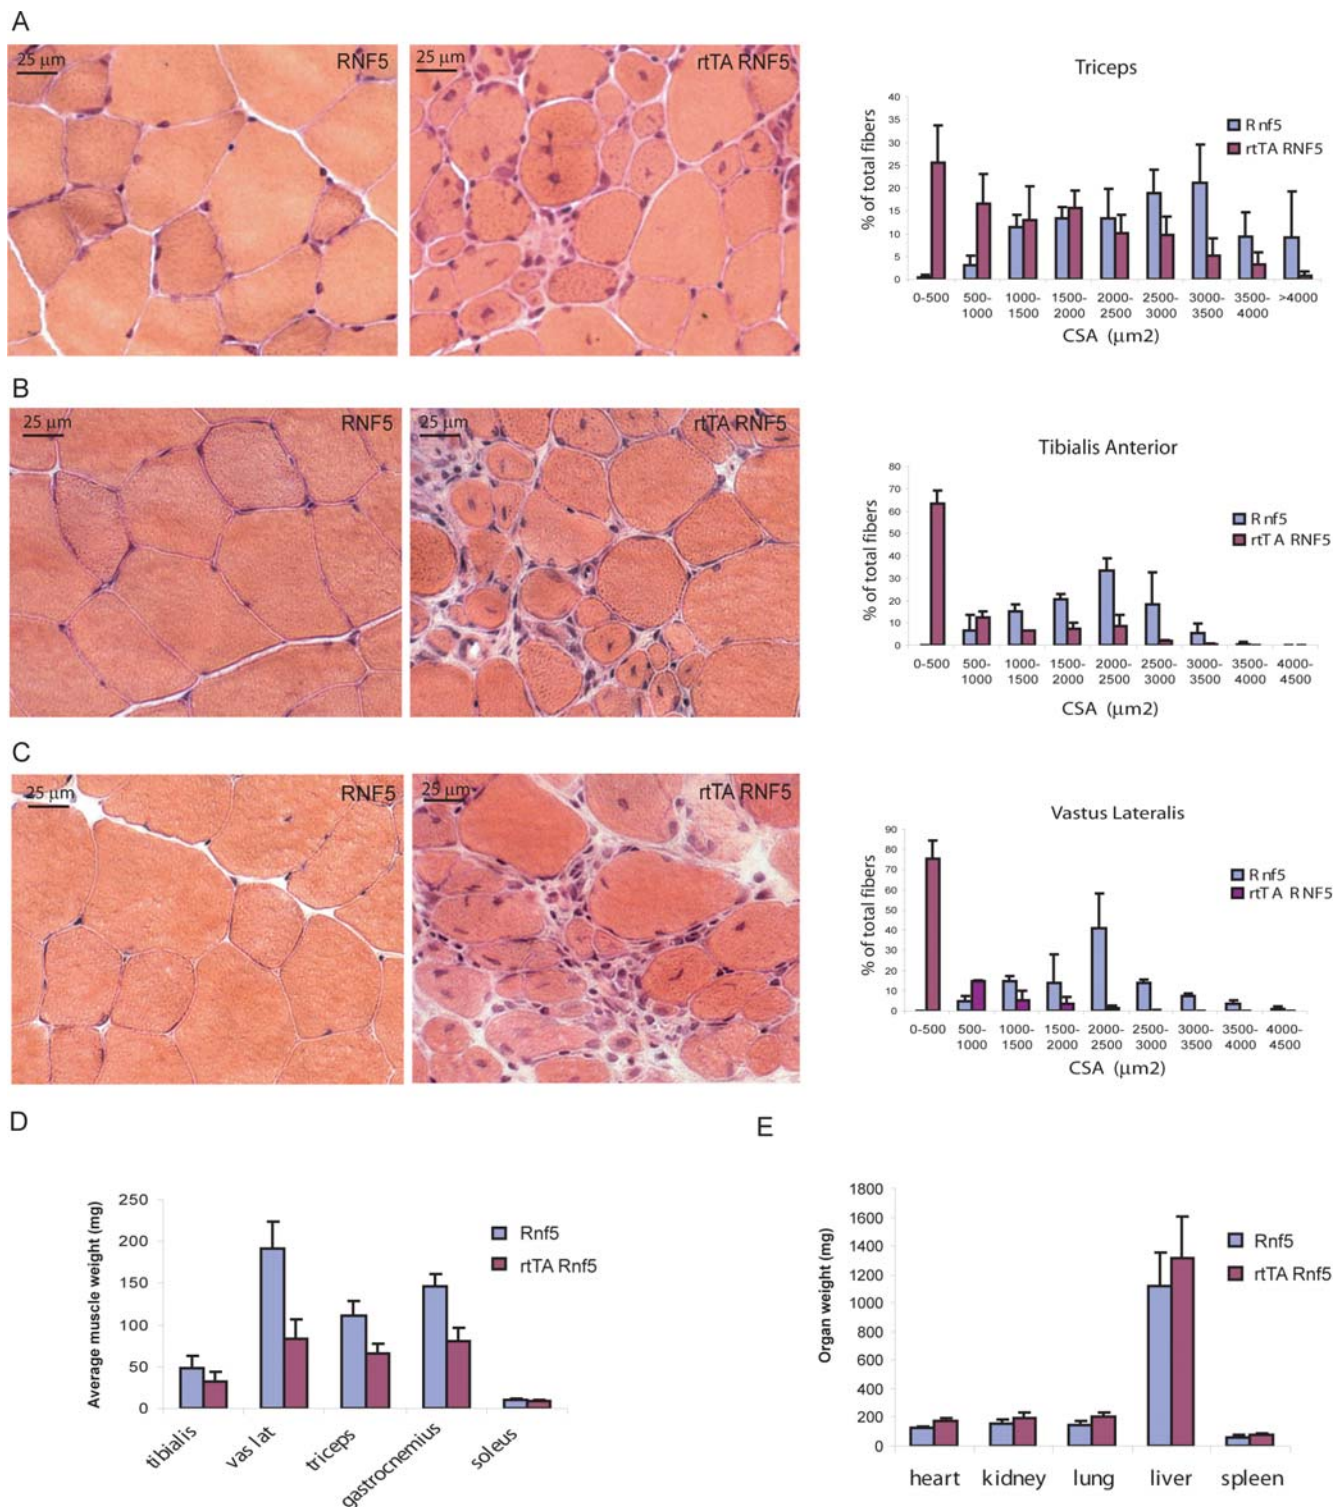 A
25 μm
RNF5
25 μm
rtTA RNF5
Triceps
% of total fibers
40
35
30
25
20
15
10
5
0
Rnf5
rtTA RNF5
0-500 500-1000 1000-1500 1500-2000 2000-2500 2500-3000 3000-3500 3500-4000 >4000
CSA (μm2)
B
25 μm
RNF5
25 μm
rtTA RNF5
Tibialis Anterior
% of total fibers
80
70
60
50
40
30
20
10
0
Rnf5
rtTA RNF5
0-500 500-1000 1000-1500 1500-2000 2000-2500 2500-3000 3000-3500 3500-4000 4000-4500
CSA (μm2)
C
25 μm
RNF5
25 μm
rtTA RNF5
Vastus Lateralis
% of total fibers
90
80
70
60
50
40
30
20
10
0
Rnf5
rtTA RNF5
0-500 500-1000 1000-1500 1500-2000 2000-2500 2500-3000 3000-3500 3500-4000 4000-4500
CSA (μm2)
D
Average muscle weight (mg)
250
200
150
100
50
0
Rnf5
rtTA Rnf5
tibialis vas lat triceps gastrocnemius soleus
E
Organ weight (mg)
1800
1600
1400
1200
1000
800
600
400
200
0
Rnf5
rtTA Rnf5
heart kidney lung liver spleen